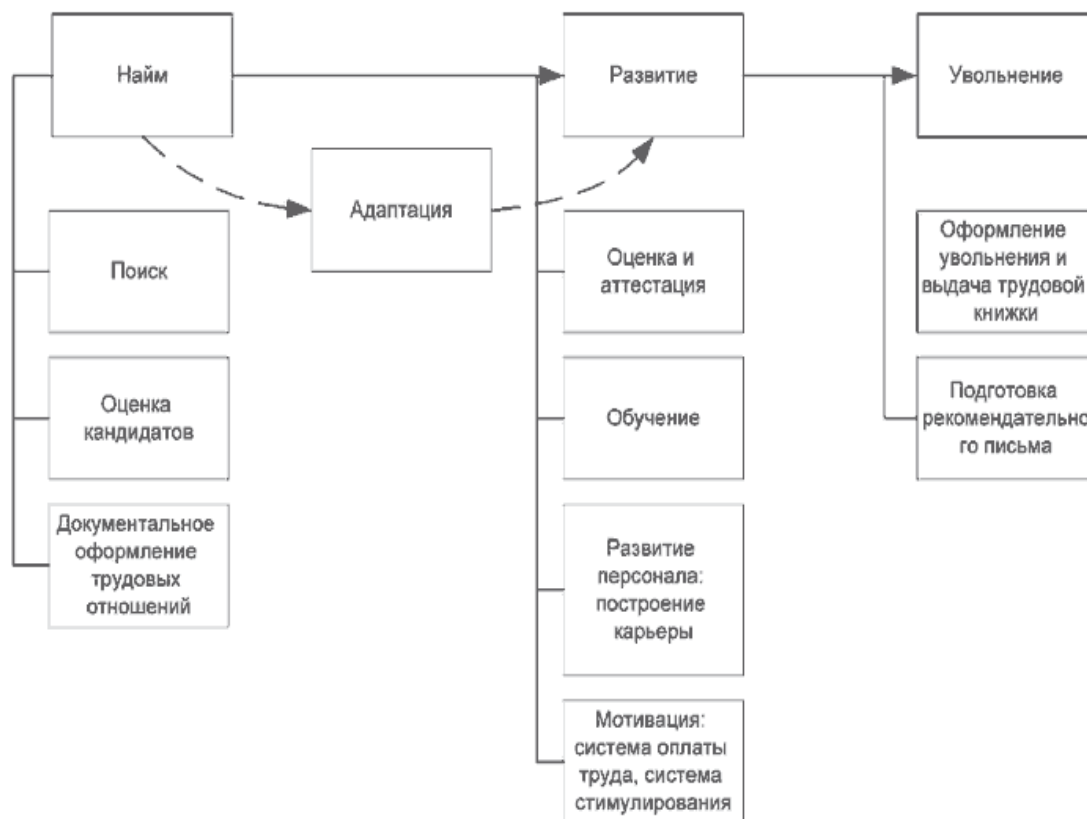 Найм
Развитие
Увольнение
Адаптация
Поиск
Оценка
кандидатов
Документальное
оформление
трудовых
отношений
Оценка и
аттестация
Обучение
Развитие
персонала:
построение
карьеры
Мотивация:
система оплаты
труда, система
стимулирования
Оформление
увольнения и
выдача трудовой
книжки
Подготовка
рекомендательно
го письма